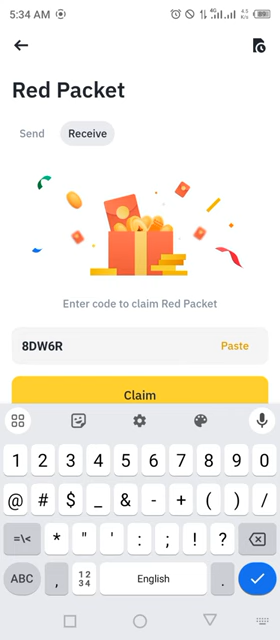 5:34 AM
Red Packet
Send Receive
Enter code to claim Red Packet
8DW6R Paste
Claim
1 2 3 4 5 6 7 8 9 0
@ # $ _ & - + ( ) /
=\< * " ' : ; ! ?
ABC , 12 34 English .